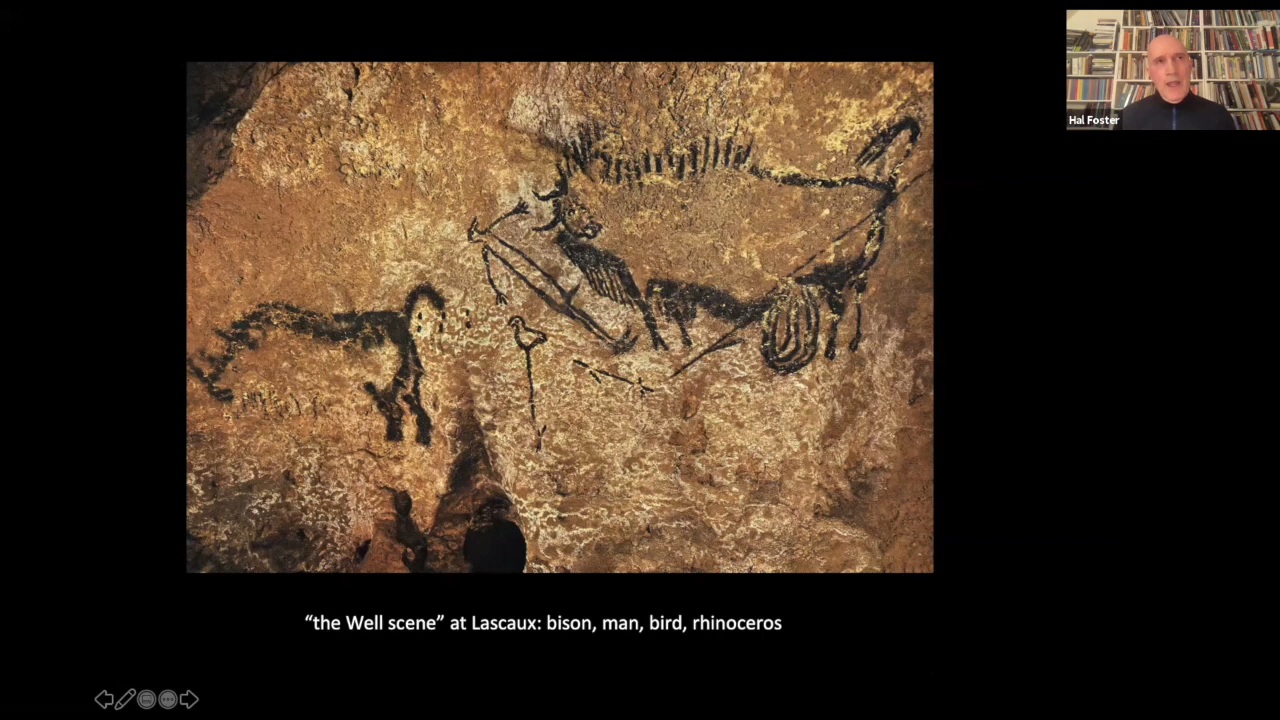 Hal Foster
“the Well scene” at Lascaux: bison, man, bird, rhinoceros